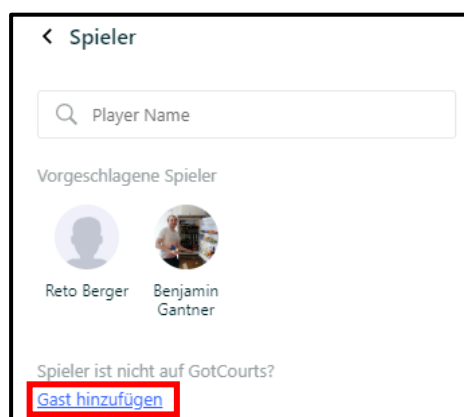 Spieler
Player Name
Vorgeschlagene Spieler
Reto Berger
Benjamin
Gantner
Spieler ist nicht auf GotCourts?
Gast hinzufügen